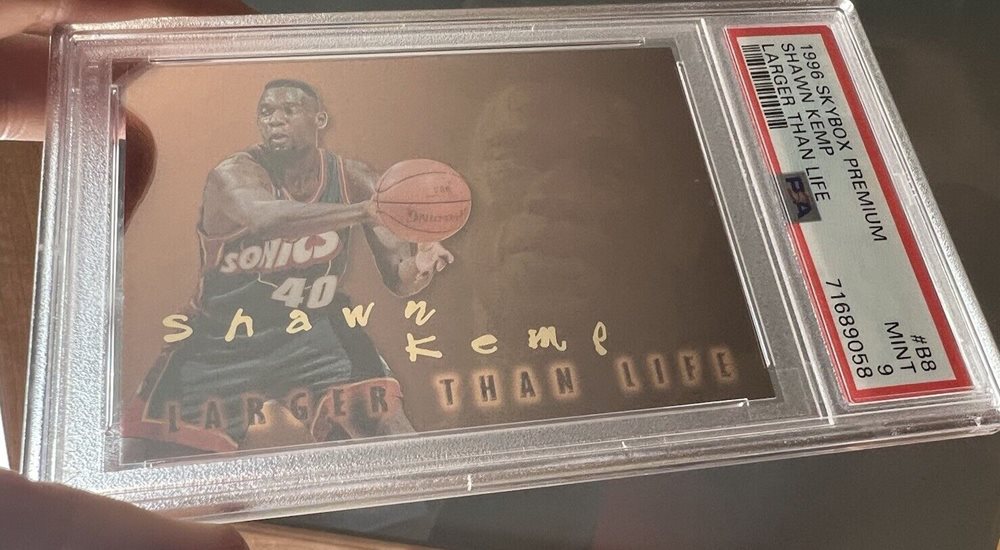 SONICS
40
Shawn
Kemp
LARGER THAN LIFE
1996 SKYBOX PREMIUM
SHAWN KEMP
LARGER THAN LIFE
#B8
MINT
9
71689058
PSA